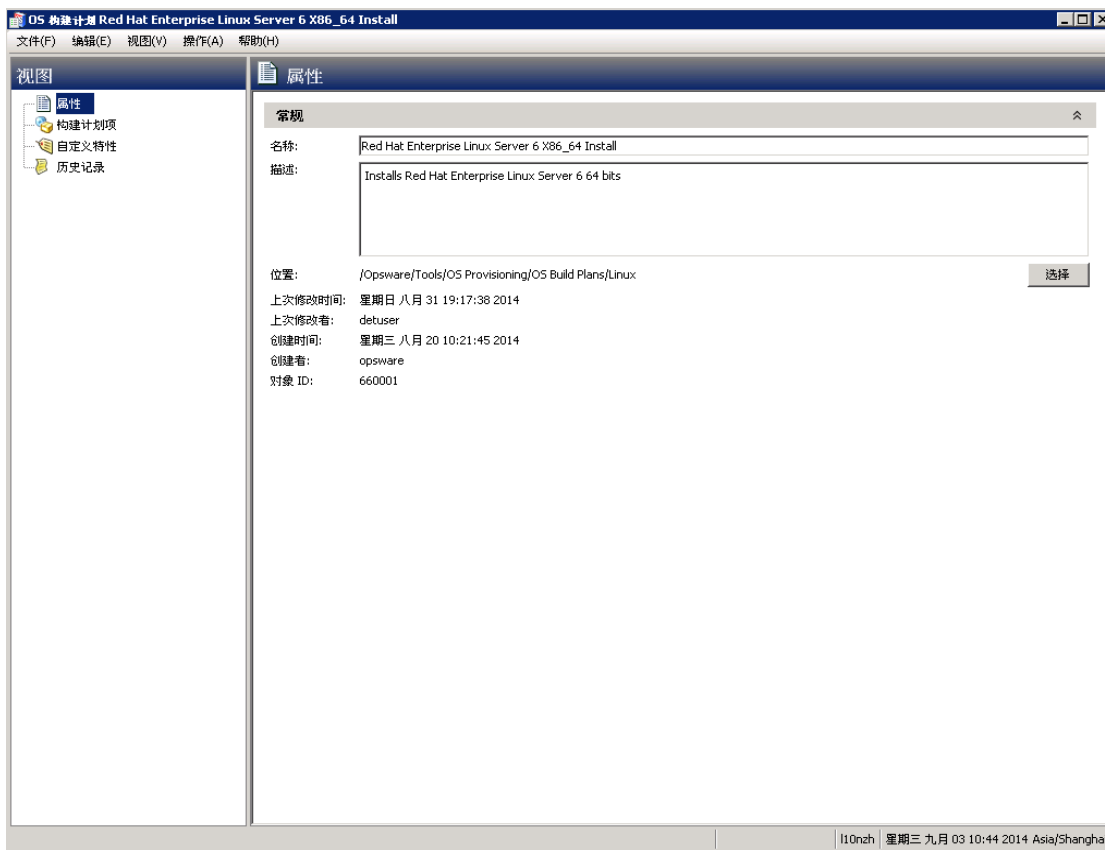 OS 构建计划 Red Hat Enterprise Linux Server 6 X86_64 Install
文件(F) 编辑(E) 视图(V) 操作(A) 帮助(H)
视图
属性
构建计划项
自定义特性
历史记录
属性
常规
名称: Red Hat Enterprise Linux Server 6 X86_64 Install
描述: Installs Red Hat Enterprise Linux Server 6 64 bits
位置: /Opsware/Tools/OS Provisioning/OS Build Plans/Linux 选择
上次修改时间: 星期日 八月 31 19:17:38 2014
上次修改者: detuser
创建时间: 星期三 八月 20 10:21:45 2014
创建者: opsware
对象 ID: 660001
l10nzh 星期三 九月 03 10:44 2014 Asia/Shangha